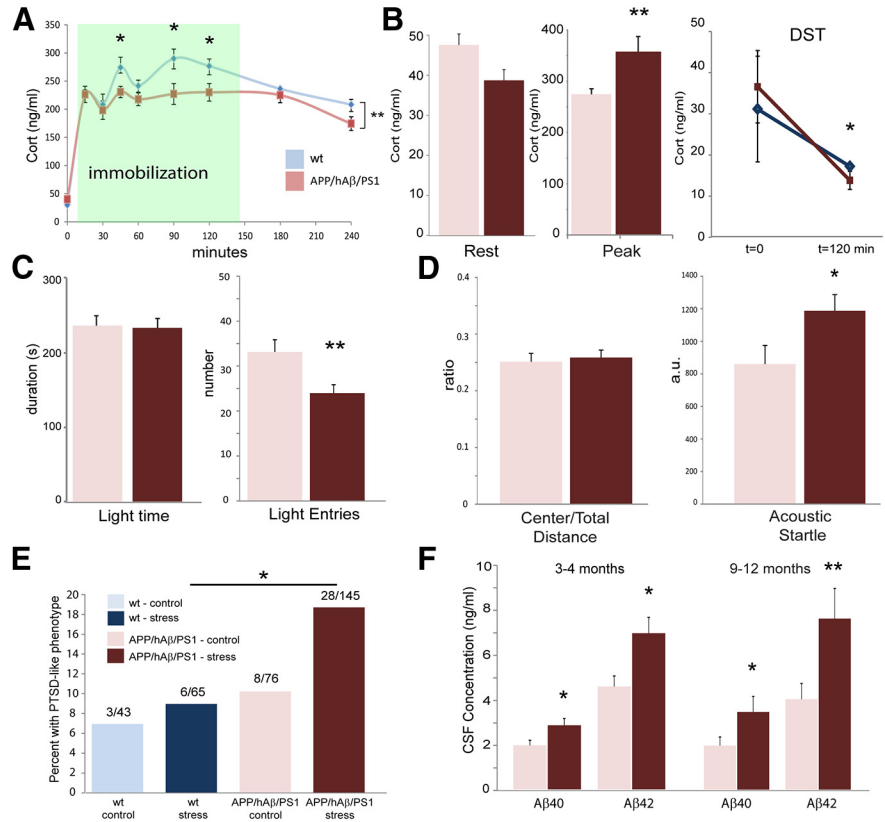 A
350
300
250
200
150
100
50
0
Cort (ng/ml)
*
*
*
**
immobilization
wt
APP/hAβ/PS1
0
30
60
90
120
150
180
210
240
minutes
B
50
40
30
20
10
0
Cort (ng/ml)
Rest
400
300
200
100
0
Cort (ng/ml)
**
Peak
DST
50
40
30
20
10
0
Cort (ng/ml)
*
t=0
t=120 min
C
300
200
100
0
duration (s)
Light time
50
40
30
20
10
0
number
**
Light Entries
D
0.4
0.3
0.2
0.1
0
ratio
Center/Total
Distance
1400
1200
1000
800
600
400
200
0
a.u.
*
Acoustic
Startle
E
20
18
16
14
12
10
8
6
4
2
0
Percent with PTSD-like phenotype
wt - control
wt - stress
APP/hAβ/PS1 - control
APP/hAβ/PS1 - stress
*
3/43
6/65
8/76
28/145
wt
control
wt
stress
APP/hAβ/PS1
control
APP/hAβ/PS1
stress
F
10
8
6
4
2
0
CSF Concentration (ng/ml)
3-4 months
9-12 months
*
*
*
**
Aβ40
Aβ42
Aβ40
Aβ42